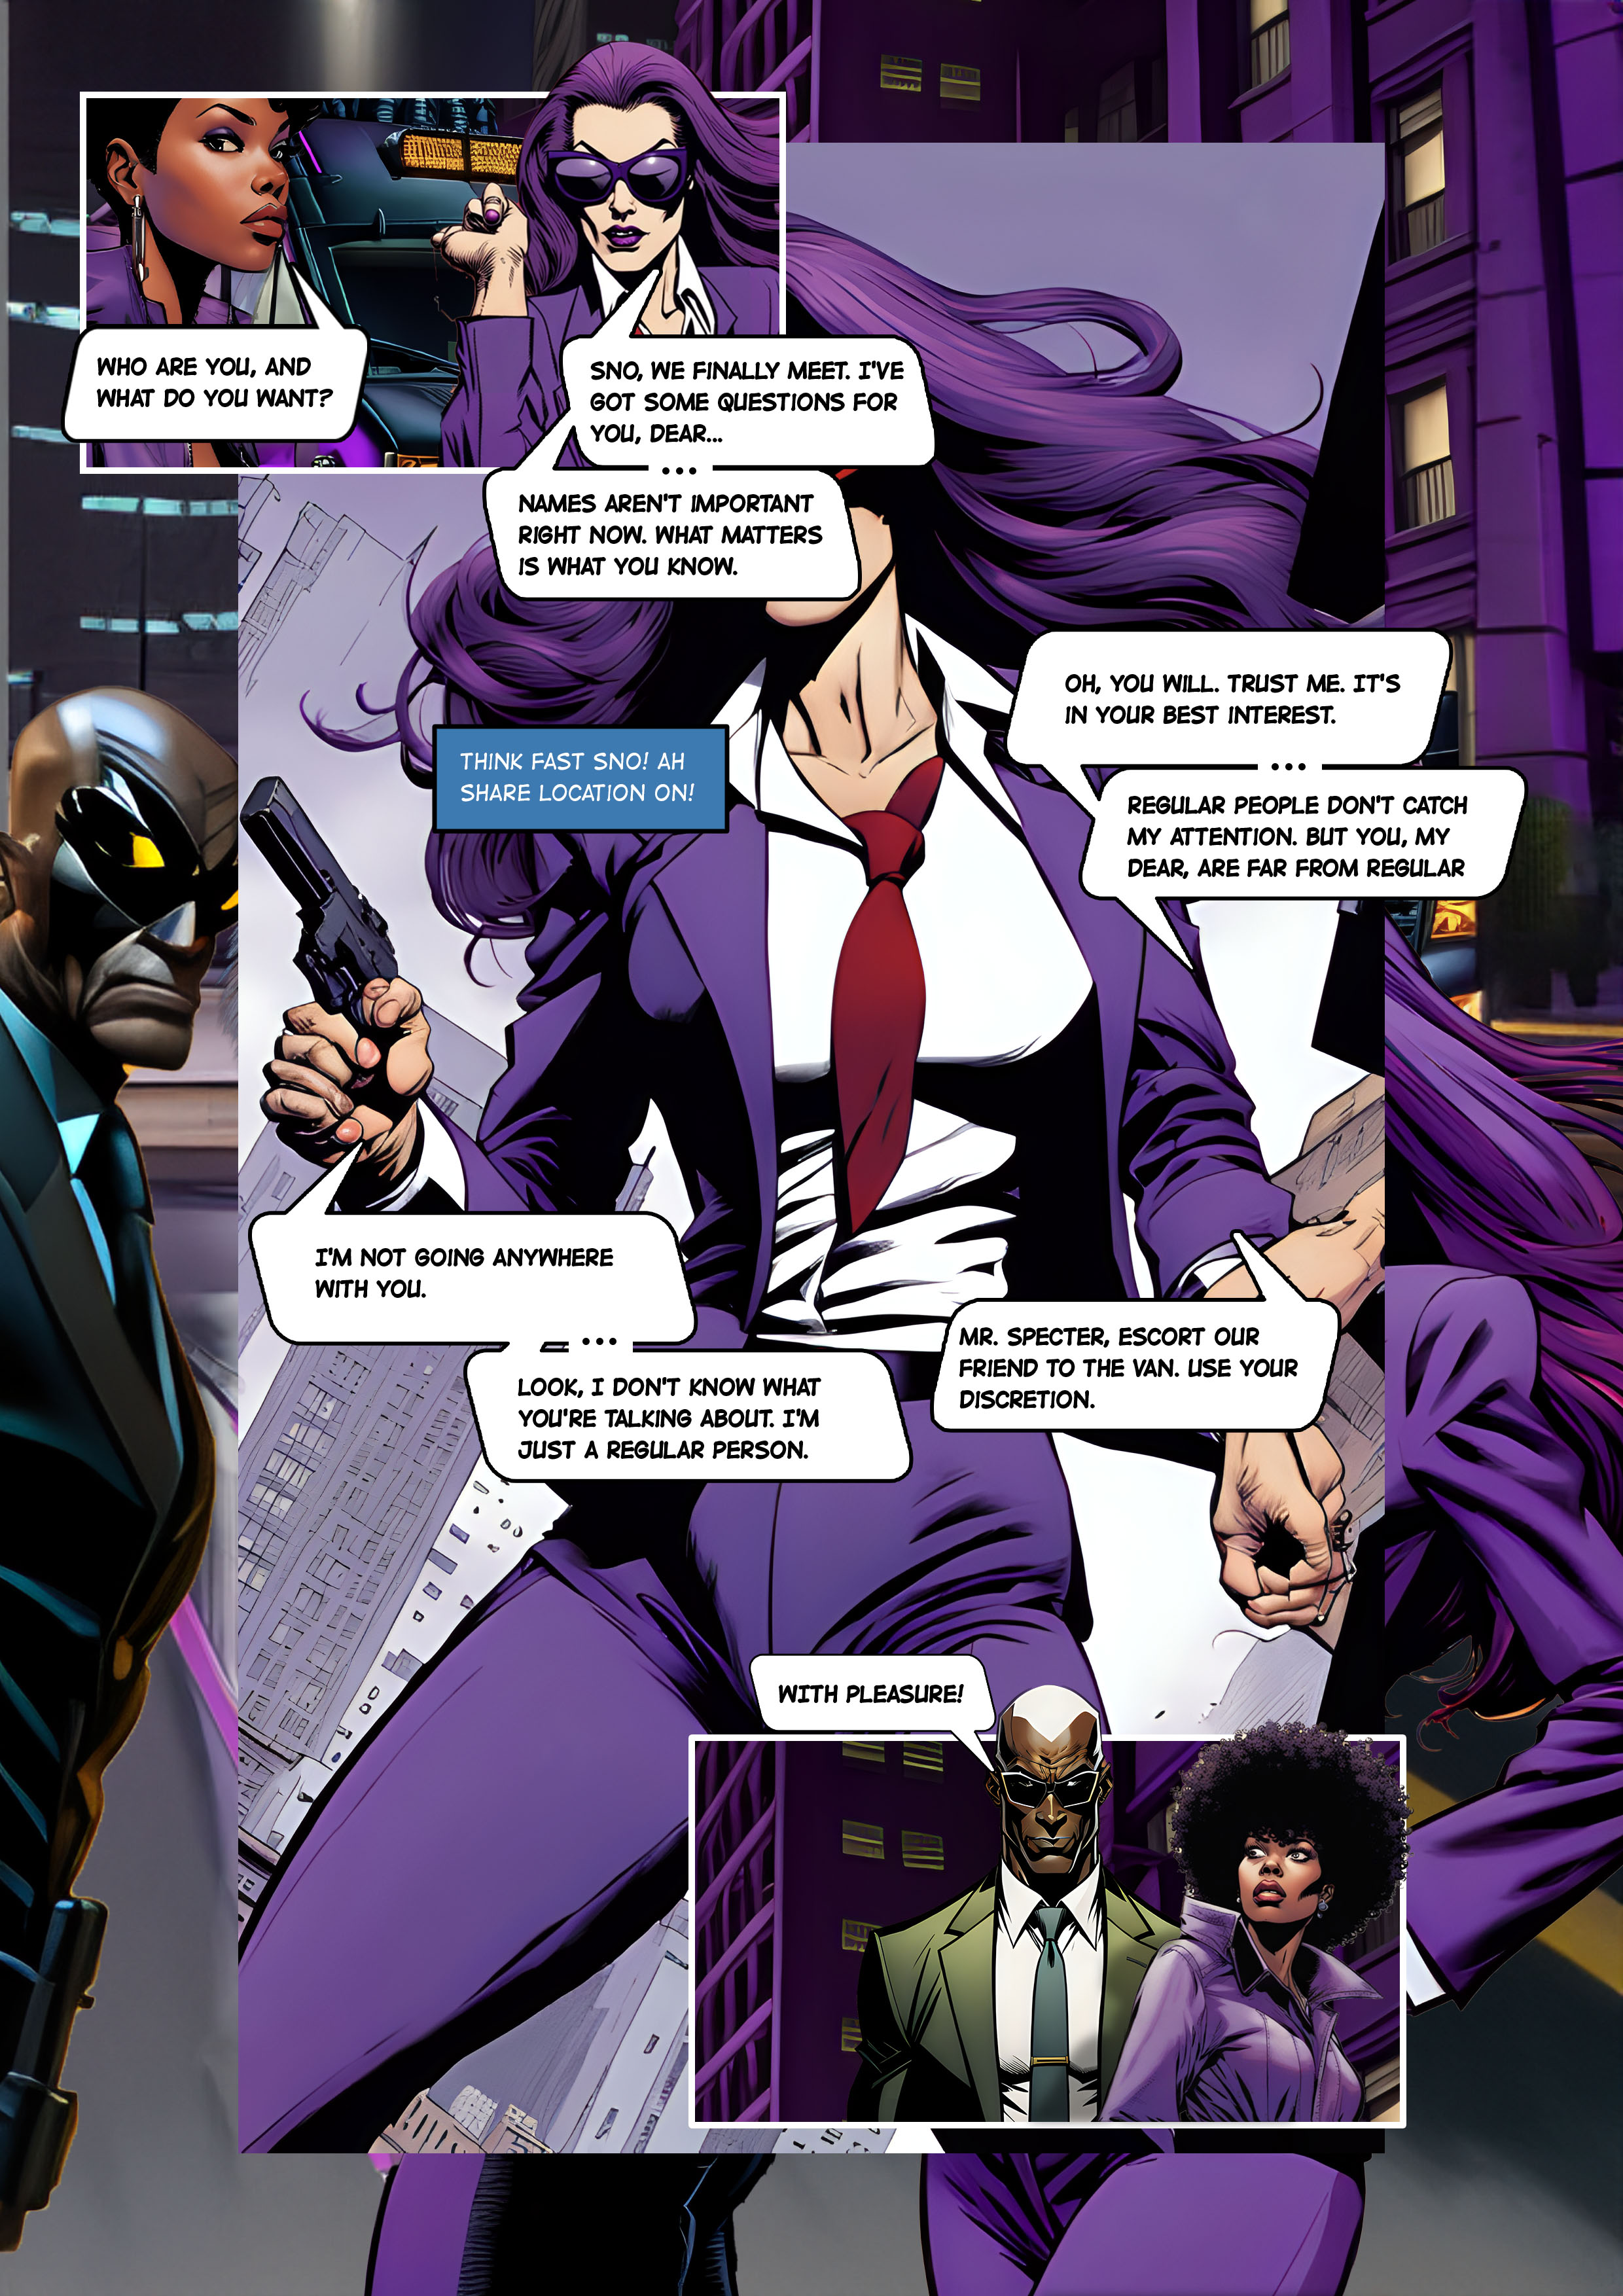 WHO ARE YOU, AND
WHAT DO YOU WANT?
SNO, WE FINALLY MEET. I'VE
GOT SOME QUESTIONS FOR
YOU, DEAR...
...
NAMES AREN'T IMPORTANT
RIGHT NOW. WHAT MATTERS
IS WHAT YOU KNOW.
THINK FAST SNO! AH
SHARE LOCATION ON!
OH, YOU WILL. TRUST ME. IT'S
IN YOUR BEST INTEREST.
...
REGULAR PEOPLE DON'T CATCH
MY ATTENTION. BUT YOU, MY
DEAR, ARE FAR FROM REGULAR
I'M NOT GOING ANYWHERE
WITH YOU.
...
LOOK, I DON'T KNOW WHAT
YOU'RE TALKING ABOUT. I'M
JUST A REGULAR PERSON.
MR. SPECTER, ESCORT OUR
FRIEND TO THE VAN. USE YOUR
DISCRETION.
WITH PLEASURE!